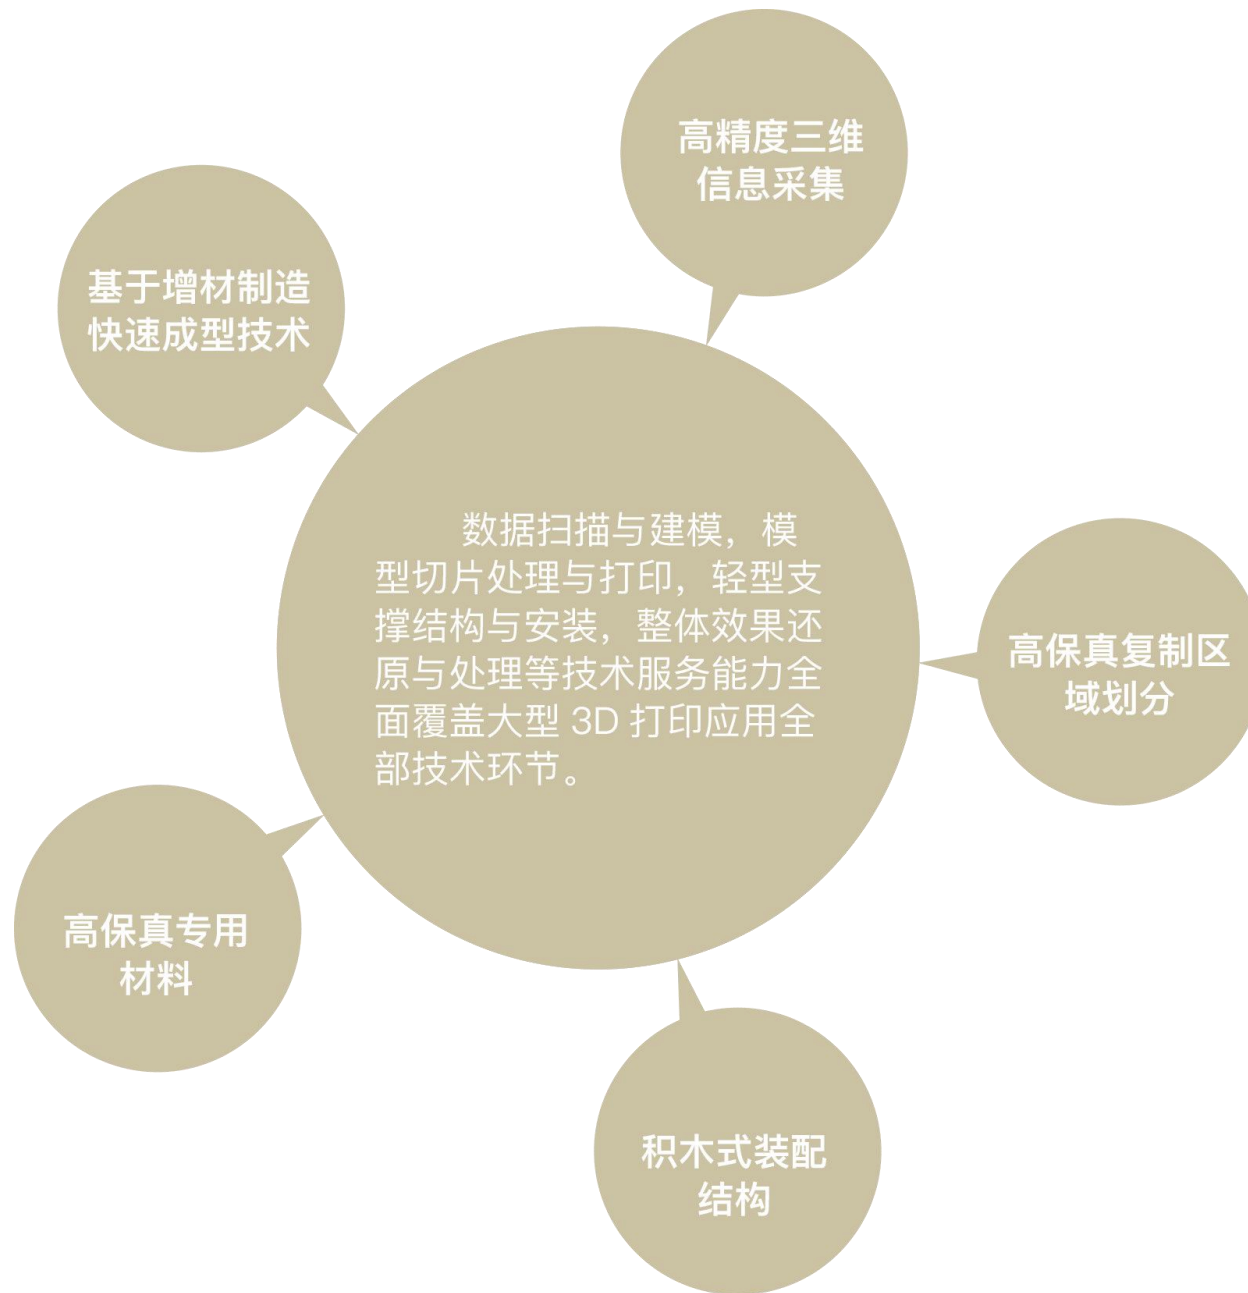 高精度三维
信息采集
基于增材制造
快速成型技术
数据扫描与建模，模
型切片处理与打印，轻型支
撑结构与安装，整体效果还
原与处理等技术服务能力全
面覆盖大型 3D 打印应用全
部技术环节。
高保真复制区
域划分
高保真专用
材料
积木式装配
结构